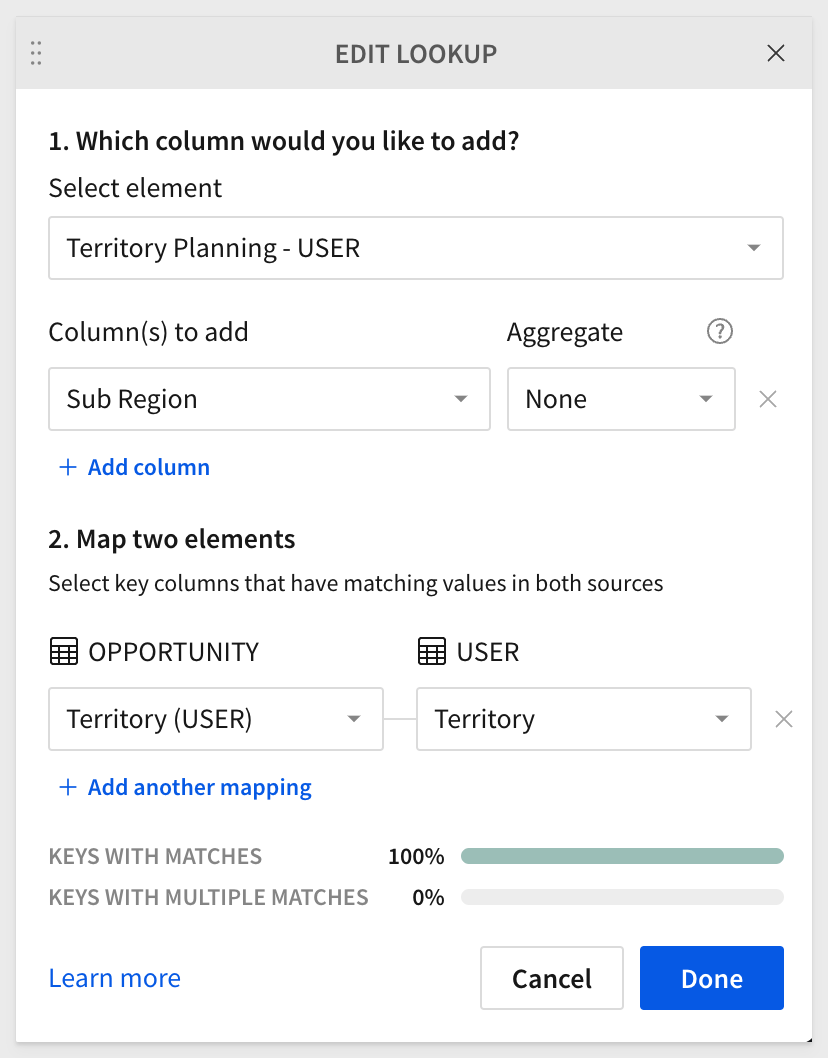 EDIT LOOKUP
1. Which column would you like to add?
Select element
Territory Planning - USER
Column(s) to add
Aggregate
?
Sub Region
None
+ Add column
2. Map two elements
Select key columns that have matching values in both sources
OPPORTUNITY
USER
Territory (USER)
Territory
+ Add another mapping
KEYS WITH MATCHES 100%
KEYS WITH MULTIPLE MATCHES 0%
Learn more
Cancel
Done